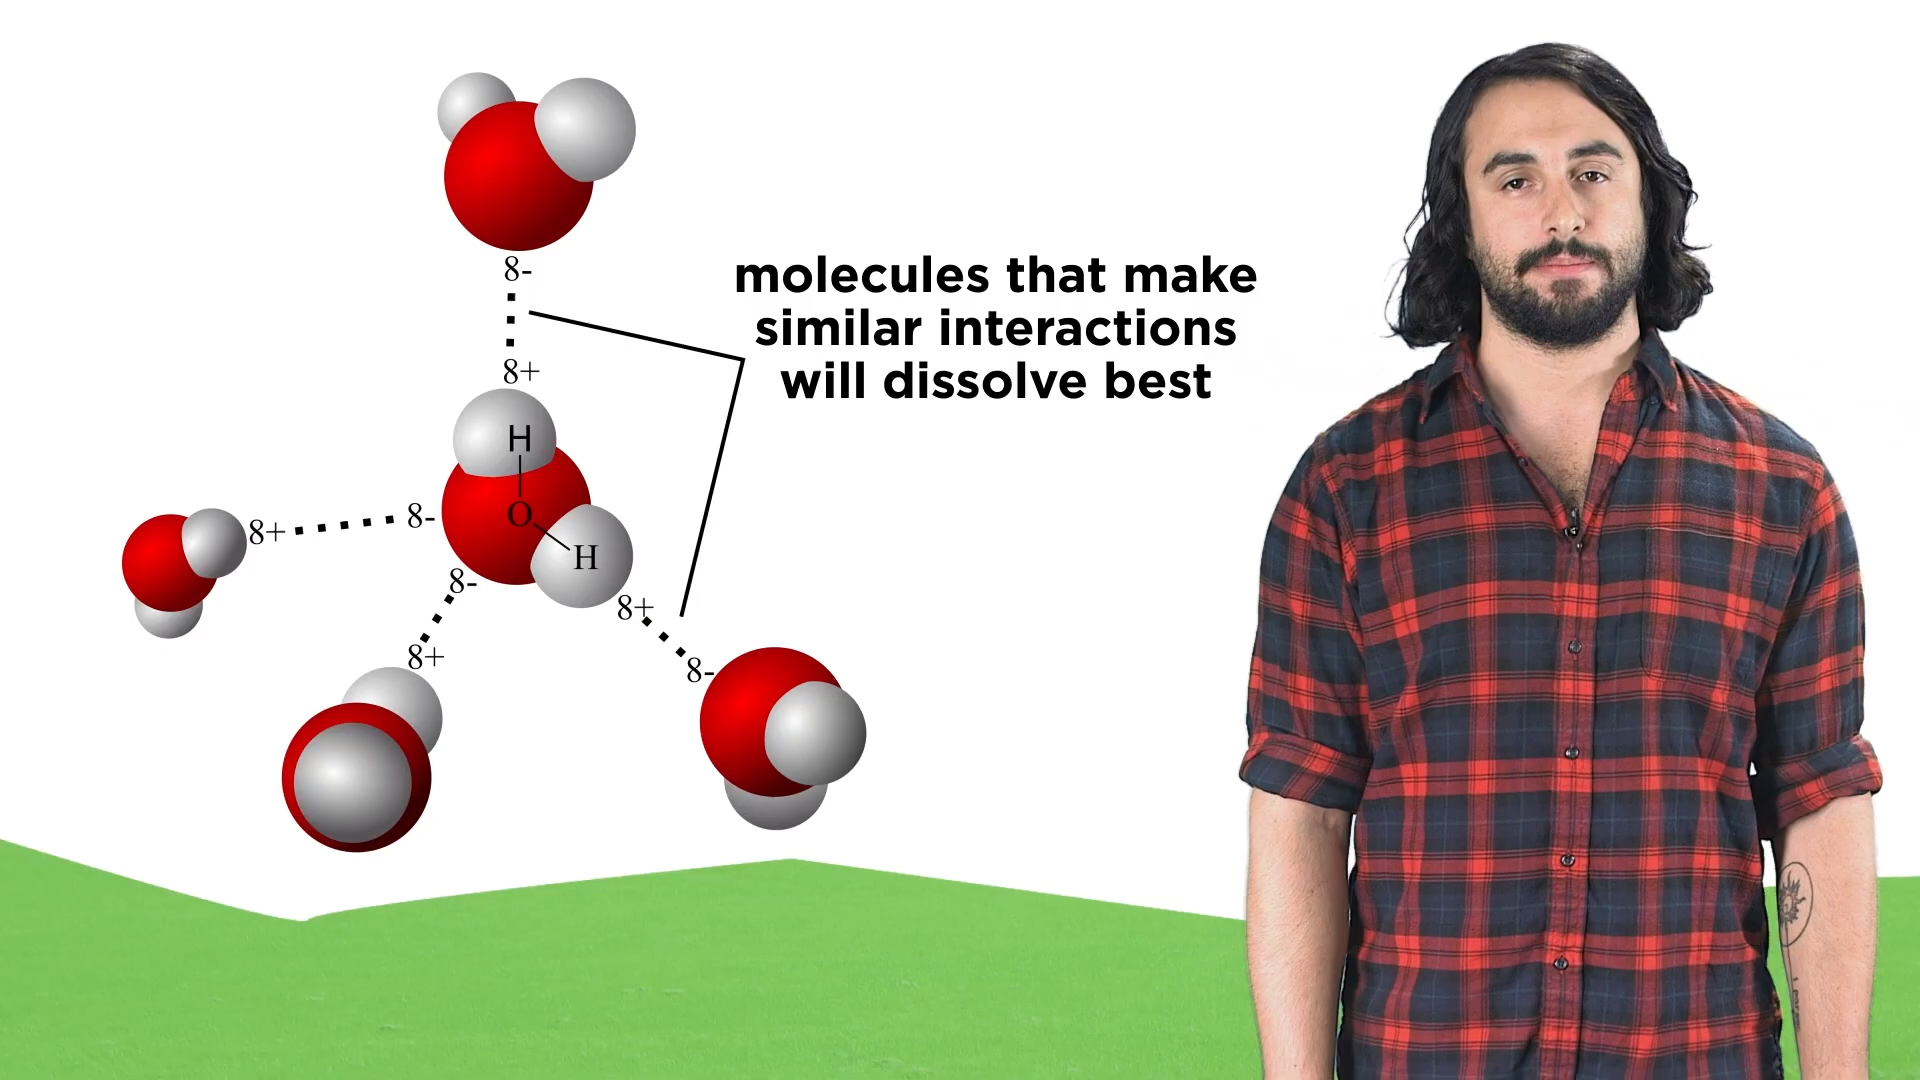 8-
8+
molecules that make
similar interactions
will dissolve best
H
O
H
8+
8-
8-
8+
8+
8-